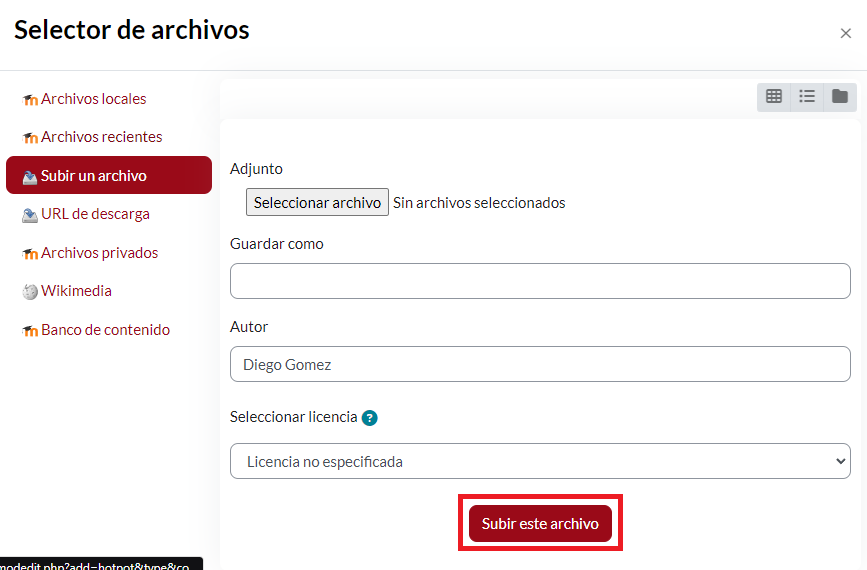 Selector de archivos
Archivos locales
Archivos recientes
Subir un archivo
URL de descarga
Archivos privados
Wikimedia
Banco de contenido
Adjunto
Seleccionar archivo Sin archivos seleccionados
Guardar como
Autor
Diego Gomez
Seleccionar licencia ?
Licencia no especificada
Subir este archivo
modedit.php?add=hotpot&type&co...